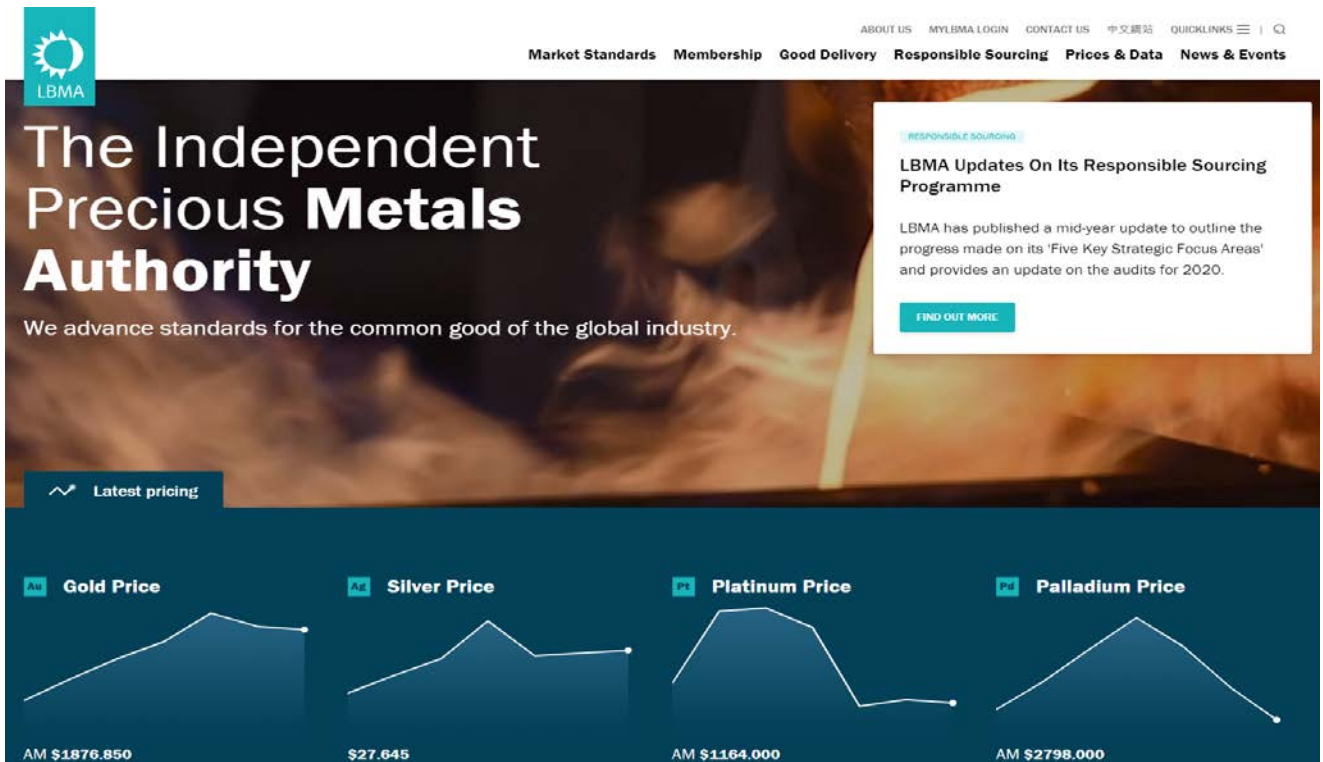 LBMA
ABOUT US MYLBMA LOGIN CONTACT US 中文網站 QUICKLINKS
Market Standards Membership Good Delivery Responsible Sourcing Prices & Data News & Events
The Independent
Precious Metals
Authority
We advance standards for the common good of the global industry.
RESPONSIBLE SOURCING
LBMA Updates On Its Responsible Sourcing
Programme
LBMA has published a mid-year update to outline the
progress made on its 'Five Key Strategic Focus Areas'
and provides an update on the audits for 2020.
FIND OUT MORE
Latest pricing
Au Gold Price
AM $1876.850
Ag Silver Price
$27.645
Pt Platinum Price
AM $1164.000
Pd Palladium Price
AM $2798.000